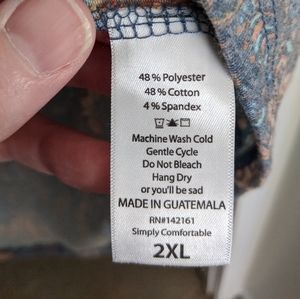 48% Polyester
48% Cotton
4% Spandex
Machine Wash Cold
Gentle Cycle
Do Not Bleach
Hang Dry
or you'll be sad
MADE IN GUATEMALA
RN#142161
Simply Comfortable
2XL